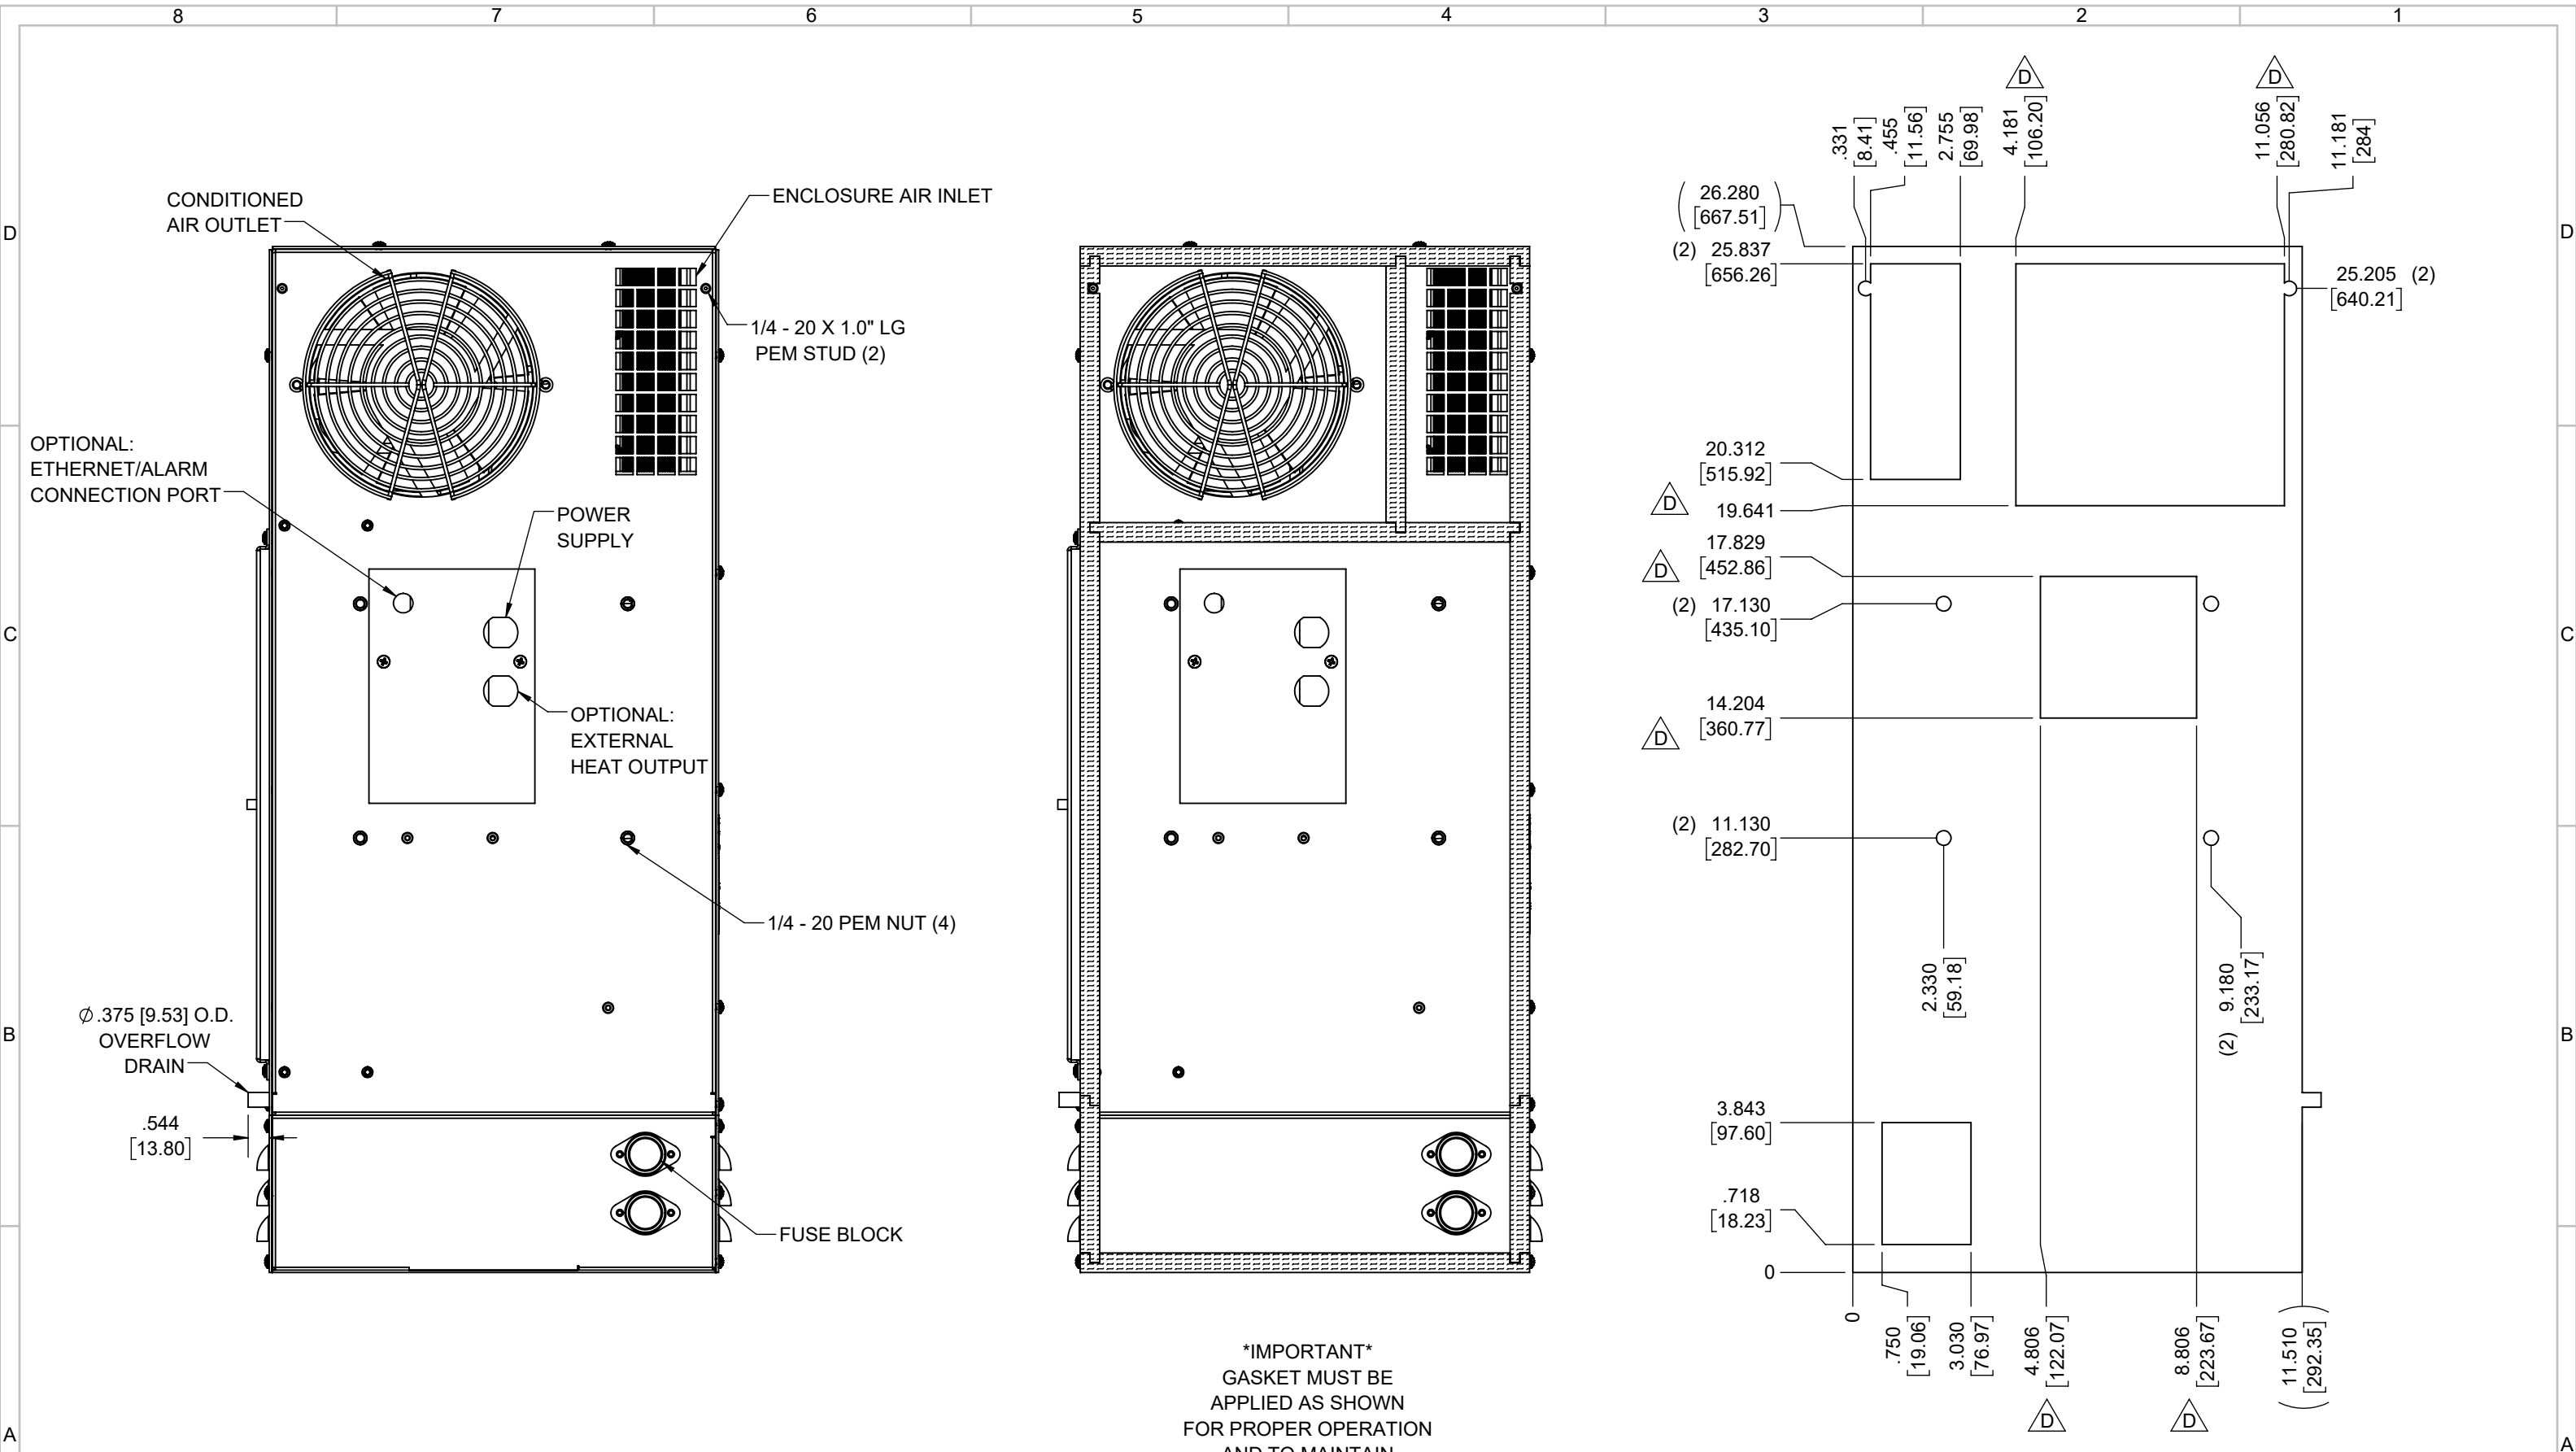 8 7 6 5 4 3 2 1
D
C
B
A
CONDITIONED
AIR OUTLET
ENCLOSURE AIR INLET
1/4 - 20 X 1.0" LG
PEM STUD (2)
OPTIONAL:
ETHERNET/ALARM
CONNECTION PORT
POWER
SUPPLY
OPTIONAL:
EXTERNAL
HEAT OUTPUT
1/4 - 20 PEM NUT (4)
Ø.375 [9.53] O.D.
OVERFLOW
DRAIN
.544
[13.80]
FUSE BLOCK
*IMPORTANT*
GASKET MUST BE
APPLIED AS SHOWN
FOR PROPER OPERATION
AND TO MAINTAIN
D
D
.331
[8.41]
.455
[11.56]
2.755
[69.98]
4.181
[106.20]
11.056
[280.82]
11.181
[284]
(26.280
[667.51])
(2) 25.837
[656.26]
25.205 (2)
[640.21]
20.312
[515.92]
D 19.641
17.829
D [452.86]
(2) 17.130
[435.10]
14.204
D [360.77]
(2) 11.130
[282.70]
2.330
[59.18]
(2) 9.180
[233.17]
3.843
[97.60]
.718
[18.23]
0
0
.750
[19.06]
3.030
[76.97]
4.806
[122.07]
8.806
[223.67]
(11.510
[292.35])
D
D
D
C
B
A